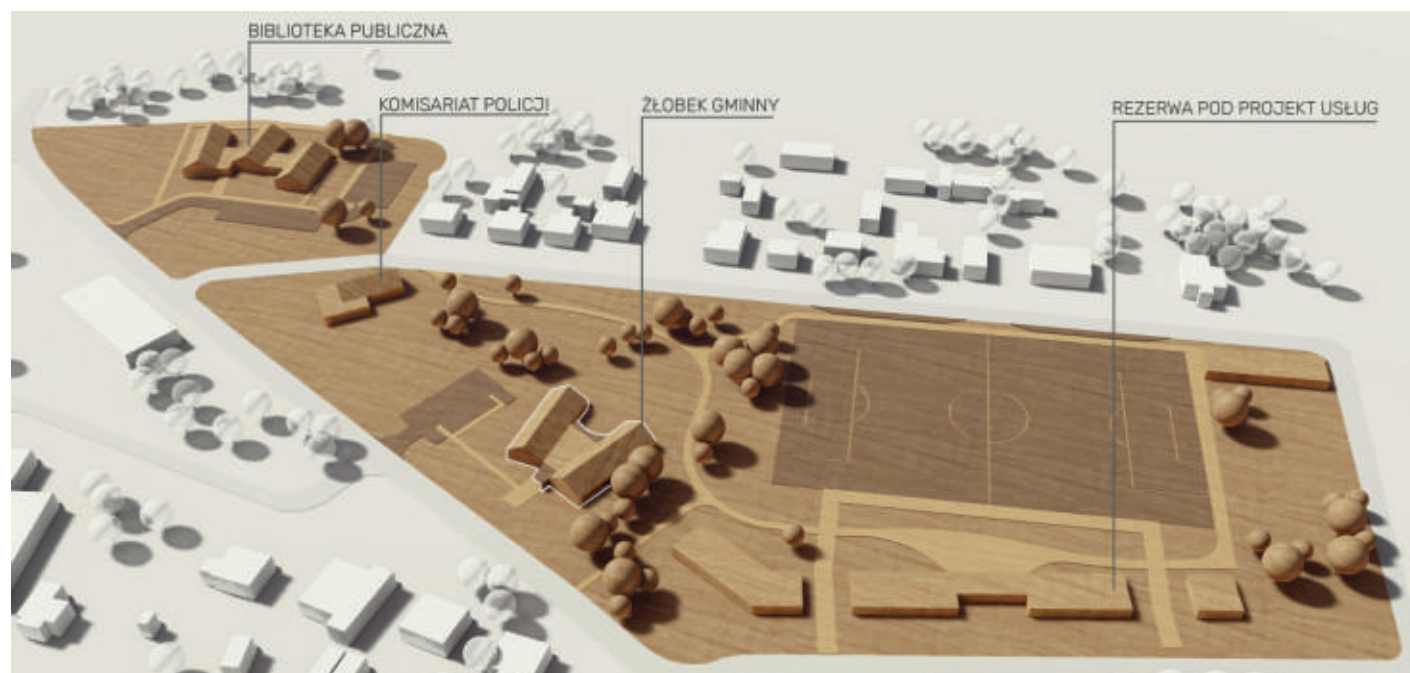 BIBLIOTEKA PUBLICZNA
KOMISARIAT POLICJI
ŻŁOBEK GMINNY
REZERWA POD PROJEKT USŁUG